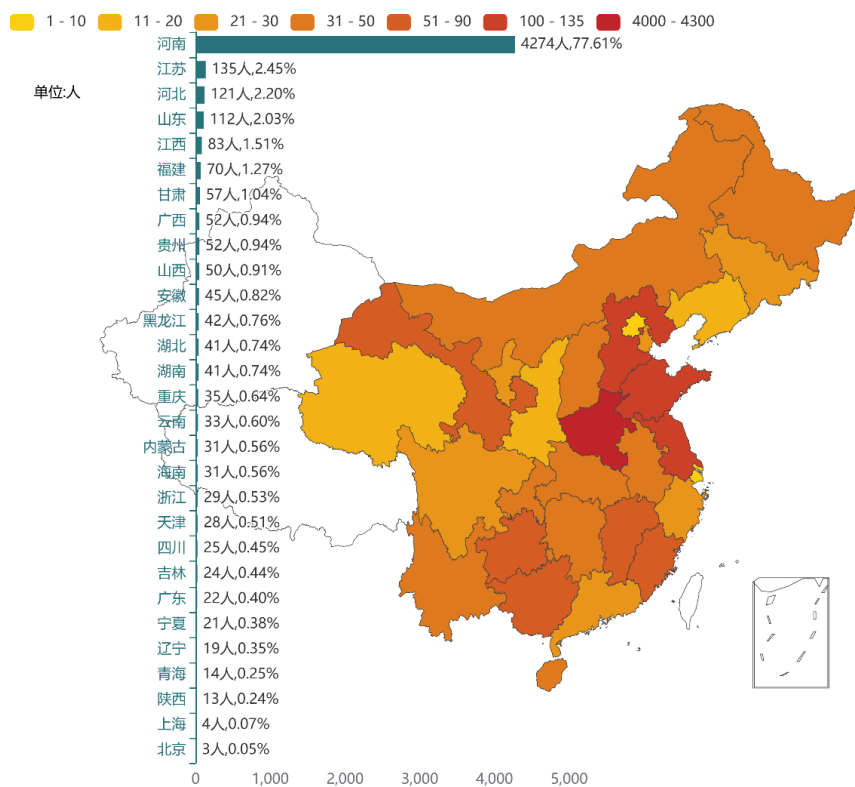 1 - 10 11 - 20 21 - 30 31 - 50 51 - 90 100 - 135 4000 - 4300
河南 4274人,77.61%
江苏 135人,2.45%
单位:人
河北 121人,2.20%
山东 112人,2.03%
江西 83人,1.51%
福建 70人,1.27%
甘肃 57人,1.04%
广西 52人,0.94%
贵州 52人,0.94%
山西 50人,0.91%
安徽 45人,0.82%
黑龙江 42人,0.76%
湖北 41人,0.74%
湖南 41人,0.74%
重庆 35人,0.64%
云南 33人,0.60%
内蒙古 31人,0.56%
海南 31人,0.56%
浙江 29人,0.53%
天津 28人,0.51%
四川 25人,0.45%
吉林 24人,0.44%
广东 22人,0.40%
宁夏 21人,0.38%
辽宁 19人,0.35%
青海 14人,0.25%
陕西 13人,0.24%
上海 4人,0.07%
北京 3人,0.05%
0 1,000 2,000 3,000 4,000 5,000